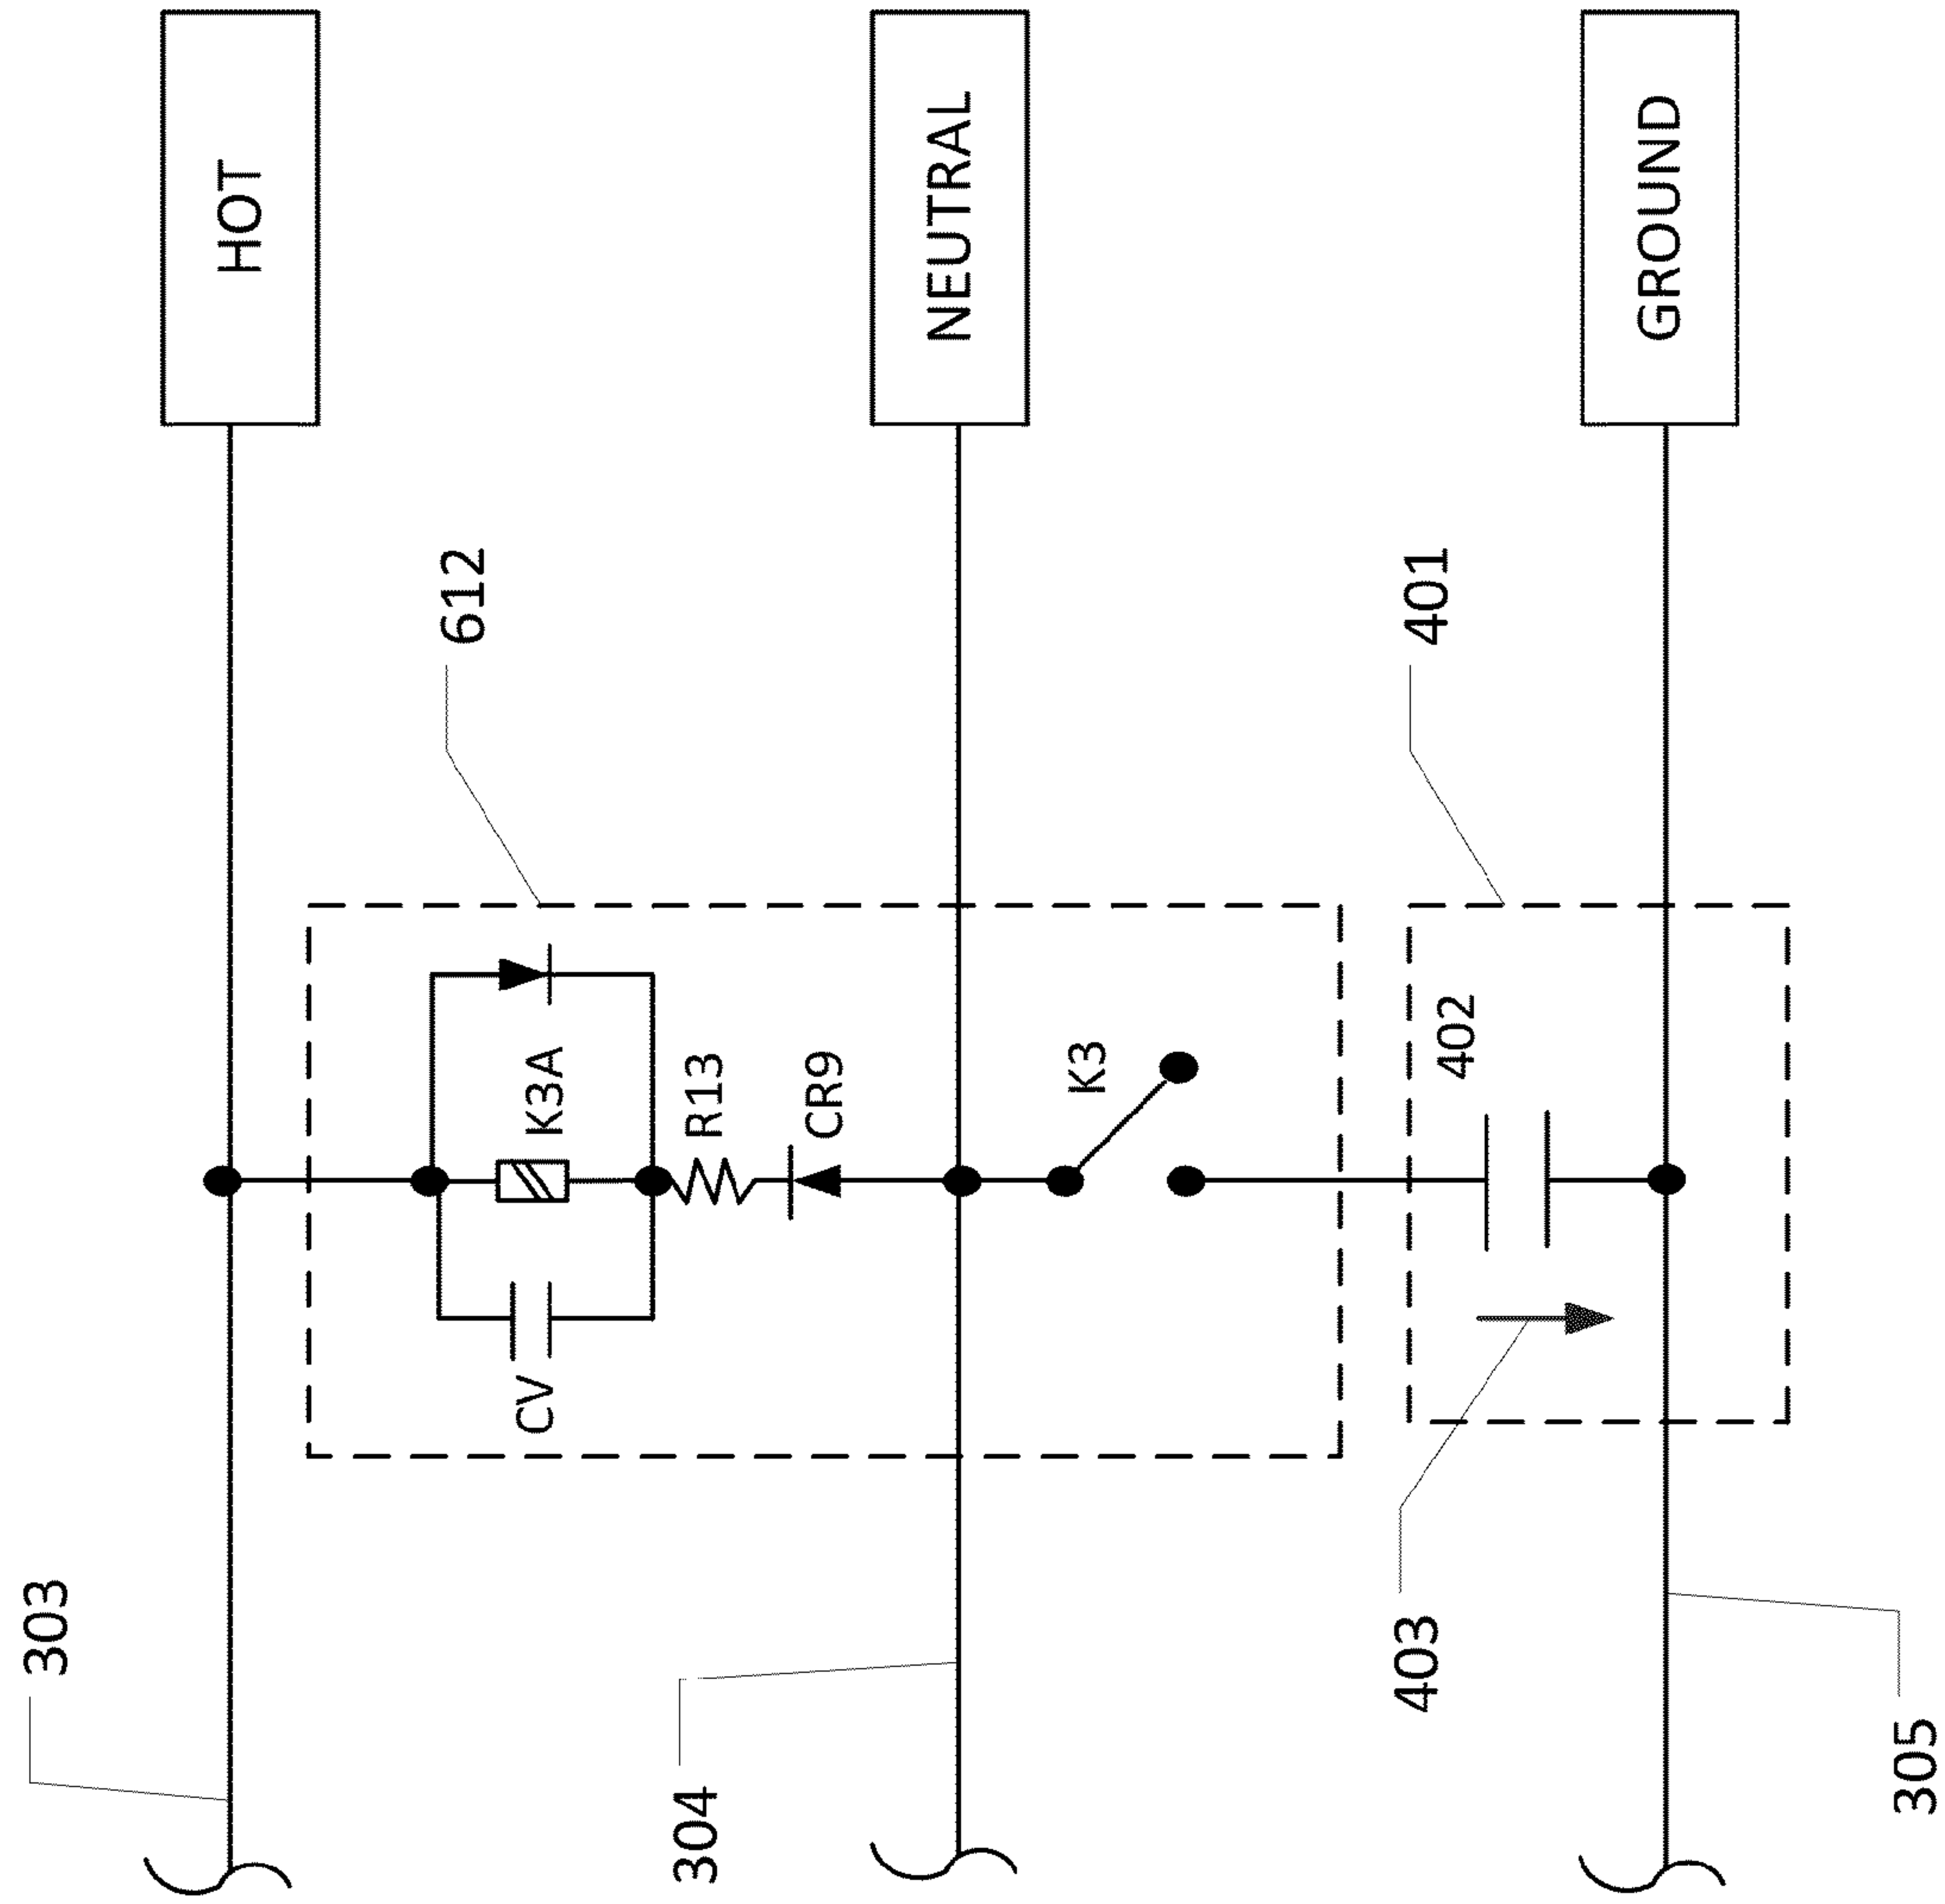 HOT
NEUTRAL
GROUND
612
401
K3A
R13
CR9
K3
402
CV
303
304
403
305